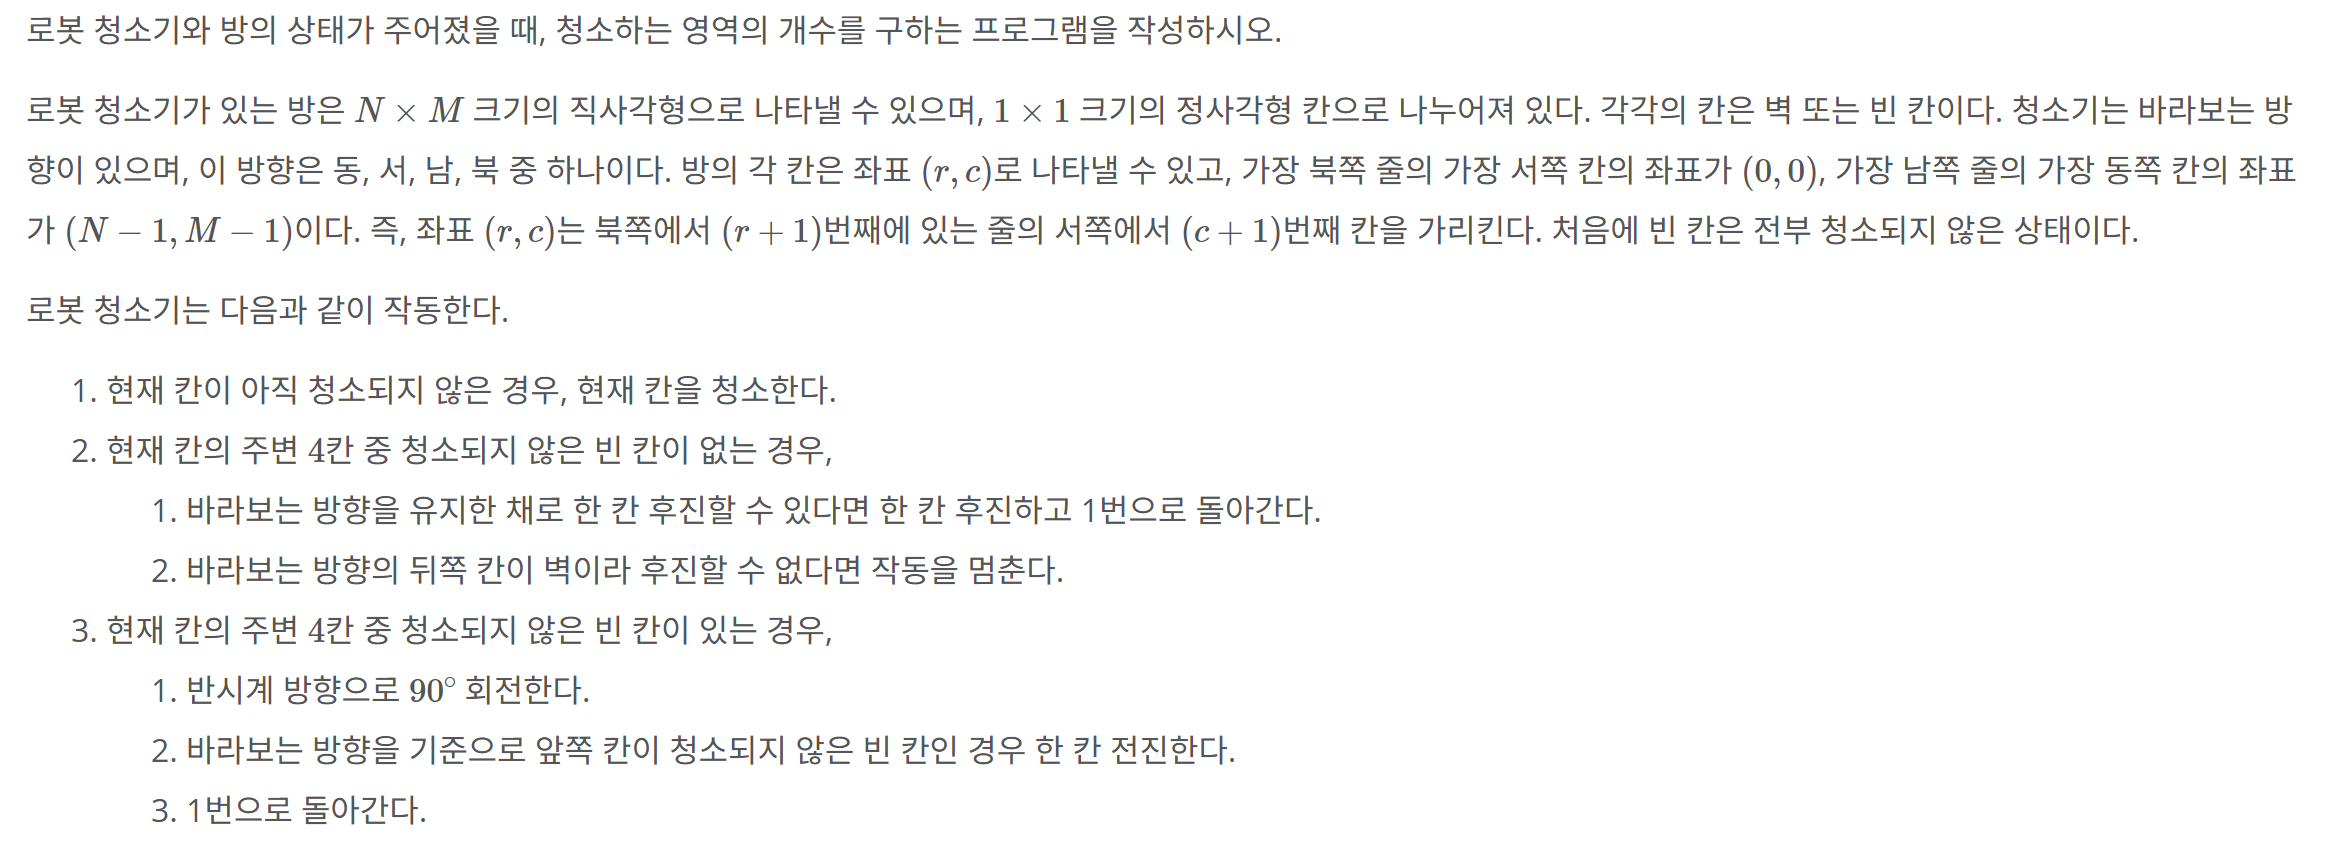 로봇 청소기와 방의 상태가 주어졌을 때, 청소하는 영역의 개수를 구하는 프로그램을 작성하시오.
로봇 청소기가 있는 방은 N × M 크기의 직사각형으로 나타낼 수 있으며, 1 × 1 크기의 정사각형 칸으로 나누어져 있다. 각각의 칸은 벽 또는 빈 칸이다. 청소기는 바라보는 방
향이 있으며, 이 방향은 동, 서, 남, 북 중 하나이다. 방의 각 칸은 좌표 (r, c)로 나타낼 수 있고, 가장 북쪽 줄의 가장 서쪽 칸의 좌표가 (0, 0), 가장 남쪽 줄의 가장 동쪽 칸의 좌표
가 (N − 1, M − 1)이다. 즉, 좌표 (r, c)는 북쪽에서 (r + 1)번째에 있는 줄의 서쪽에서 (c + 1)번째 칸을 가리킨다. 처음에 빈 칸은 전부 청소되지 않은 상태이다.
로봇 청소기는 다음과 같이 작동한다.
1. 현재 칸이 아직 청소되지 않은 경우, 현재 칸을 청소한다.
2. 현재 칸의 주변 4칸 중 청소되지 않은 빈 칸이 없는 경우,
1. 바라보는 방향을 유지한 채로 한 칸 후진할 수 있다면 한 칸 후진하고 1번으로 돌아간다.
2. 바라보는 방향의 뒤쪽 칸이 벽이라 후진할 수 없다면 작동을 멈춘다.
3. 현재 칸의 주변 4칸 중 청소되지 않은 빈 칸이 있는 경우,
1. 반시계 방향으로 90° 회전한다.
2. 바라보는 방향을 기준으로 앞쪽 칸이 청소되지 않은 빈 칸인 경우 한 칸 전진한다.
3. 1번으로 돌아간다.